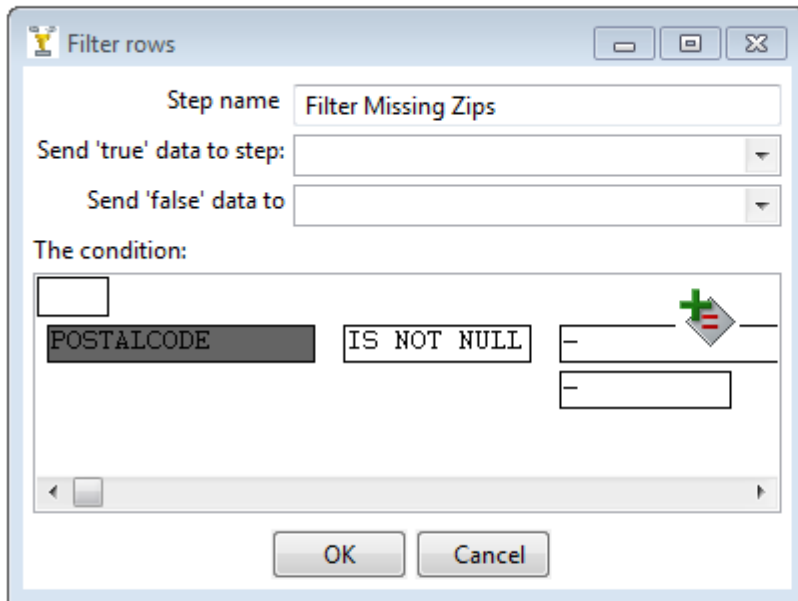 Filter rows
Step name Filter Missing Zips
Send 'true' data to step:
Send 'false' data to
The condition:
POSTALCODE IS NOT NULL –
–
OK Cancel